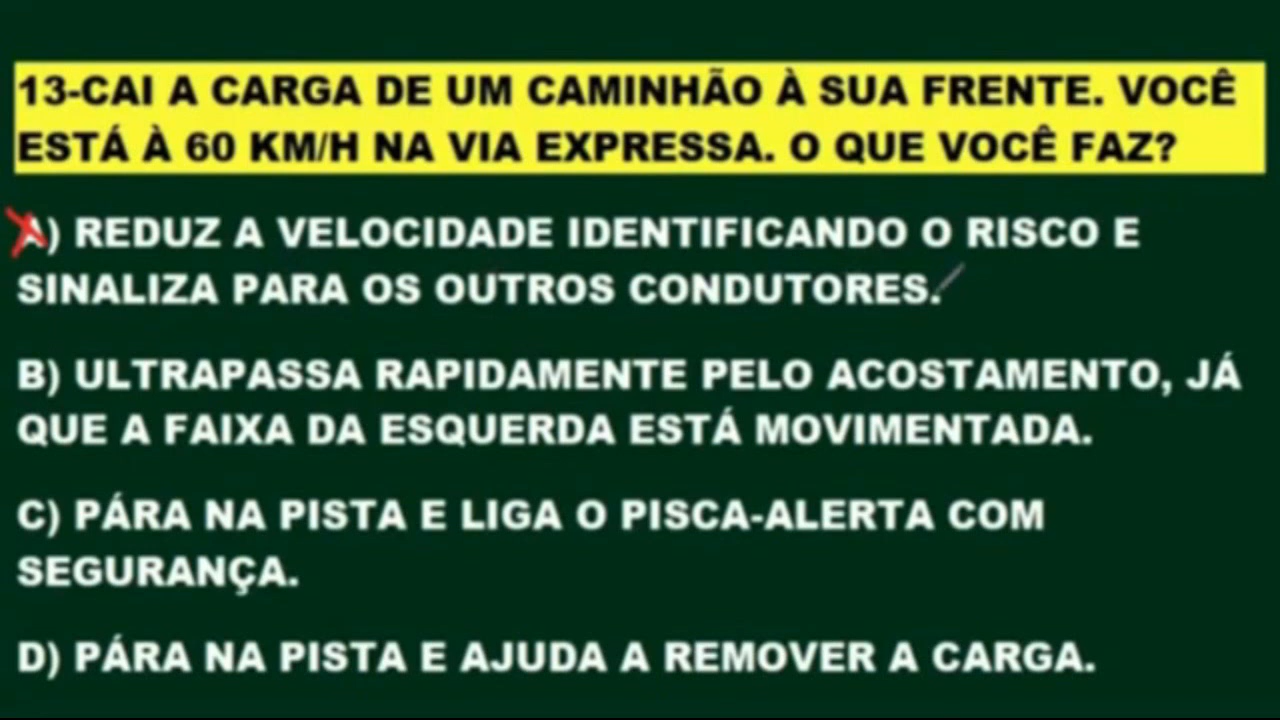 13-CAI A CARGA DE UM CAMINHÃO À SUA FRENTE. VOCÊ
ESTÁ À 60 KM/H NA VIA EXPRESSA. O QUE VOCÊ FAZ?
A) REDUZ A VELOCIDADE IDENTIFICANDO O RISCO E
SINALIZA PARA OS OUTROS CONDUTORES.
B) ULTRAPASSA RAPIDAMENTE PELO ACOSTAMENTO, JÁ
QUE A FAIXA DA ESQUERDA ESTÁ MOVIMENTADA.
C) PÁRA NA PISTA E LIGA O PISCA-ALERTA COM
SEGURANÇA.
D) PÁRA NA PISTA E AJUDA A REMOVER A CARGA.